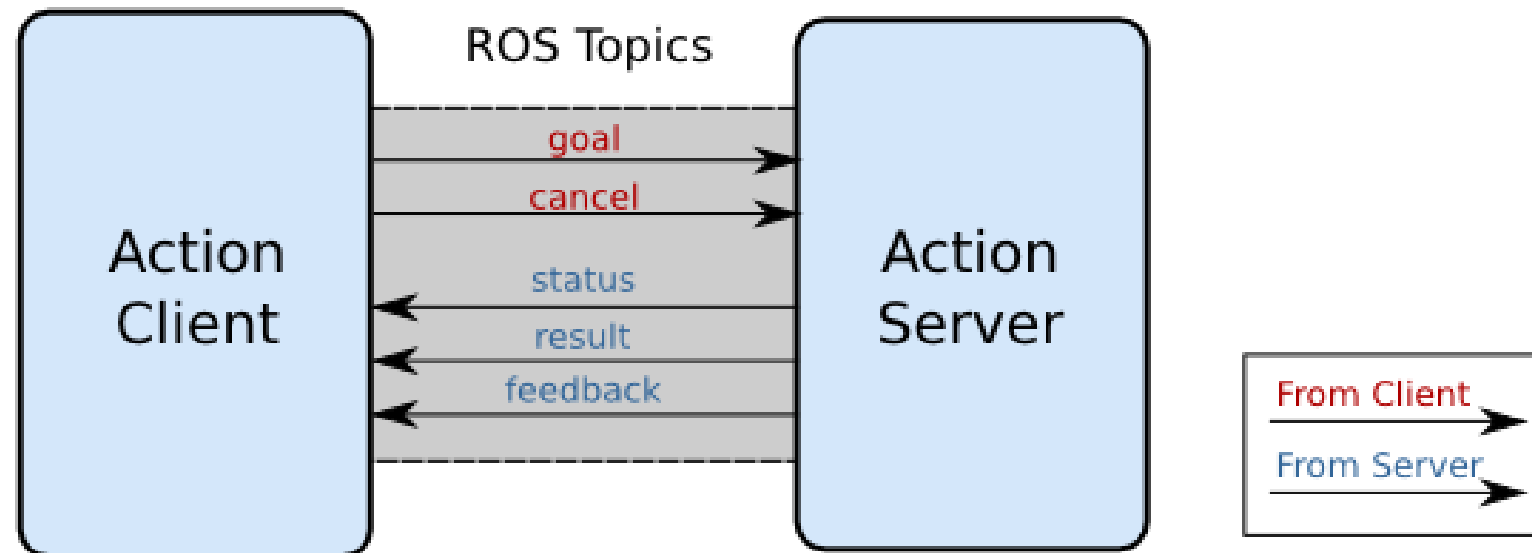 ROS Topics
Action
Client
goal
cancel
status
result
feedback
Action
Server
From Client
From Server